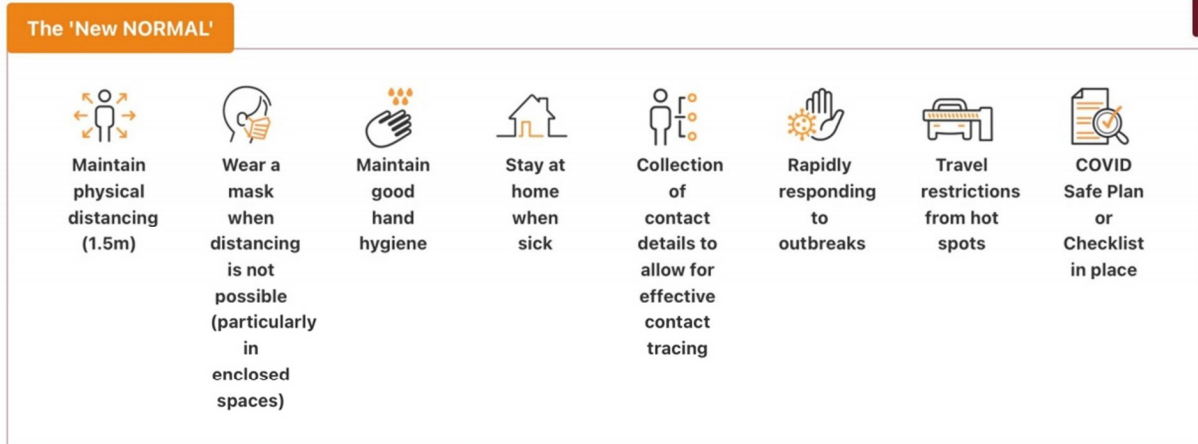 The 'New NORMAL'
Maintain
physical
distancing
(1.5m)
Wear a
mask
when
distancing
is not
possible
(particularly
in
enclosed
spaces)
Maintain
good
hand
hygiene
Stay at
home
when
sick
Collection
of
contact
details to
allow for
effective
contact
tracing
Rapidly
responding
to
outbreaks
Travel
restrictions
from hot
spots
COVID
Safe Plan
or
Checklist
in place